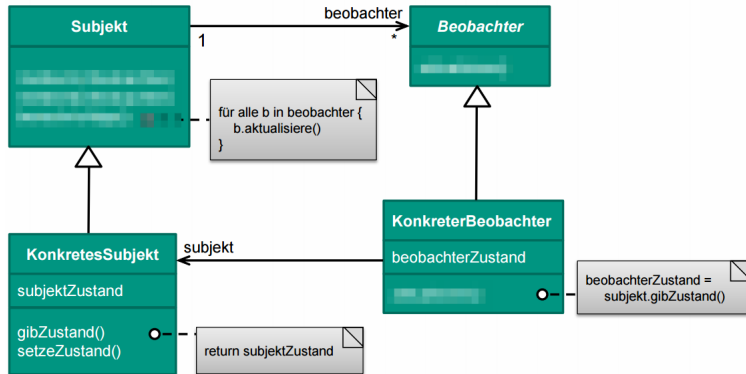 beobachter
Subjekt
1
*
Beobachter
für alle b in beobachter {
b.aktualisiere()
}
KonkreterBeobachter
beobachterZustand
subjekt
KonkretesSubjekt
subjektZustand
gibZustand()
setzeZustand()
return subjektZustand
beobachterZustand =
subjekt.gibZustand()